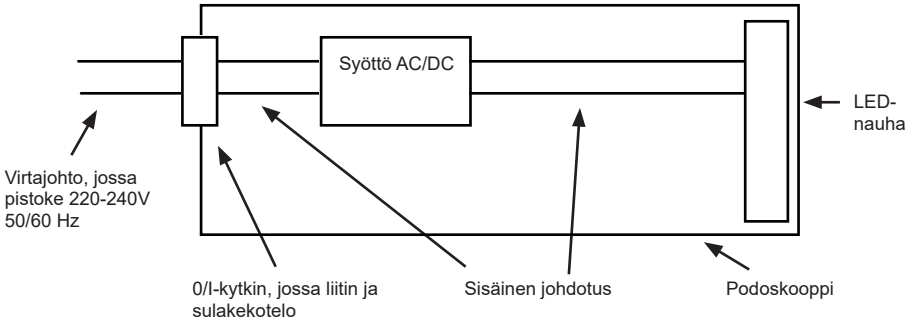 Syöttö AC/DC
LED-
nauha
Virtajohto, jossa
pistoke 220-240V
50/60 Hz
0/I-kytkin, jossa liitin ja
sulakekotelo
Sisäinen johdotus
Podoskooppi